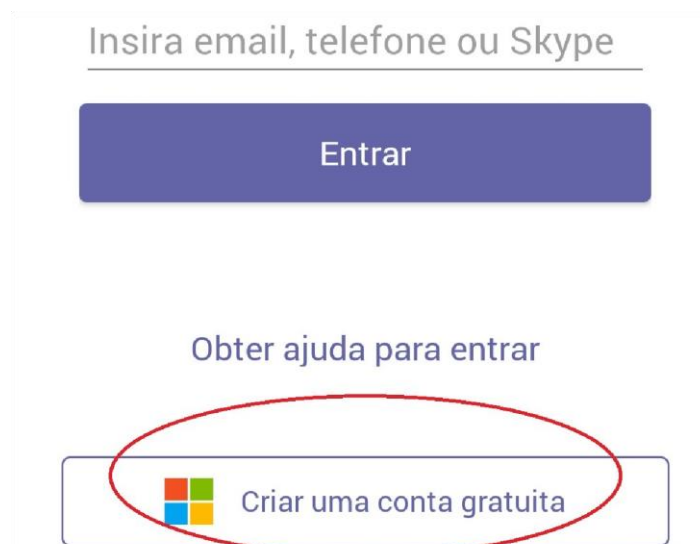 Insira email, telefone ou Skype
Entrar
Obter ajuda para entrar
Criar uma conta gratuita